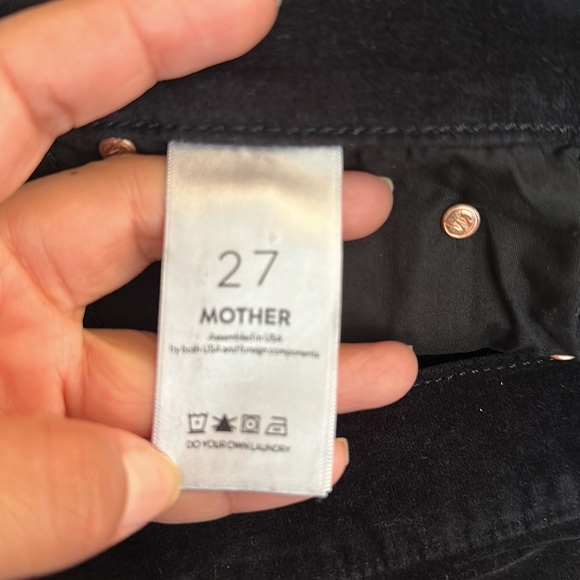 27
MOTHER
Assembled in USA
by both USA and foreign components
DO YOUR OWN LAUNDRY